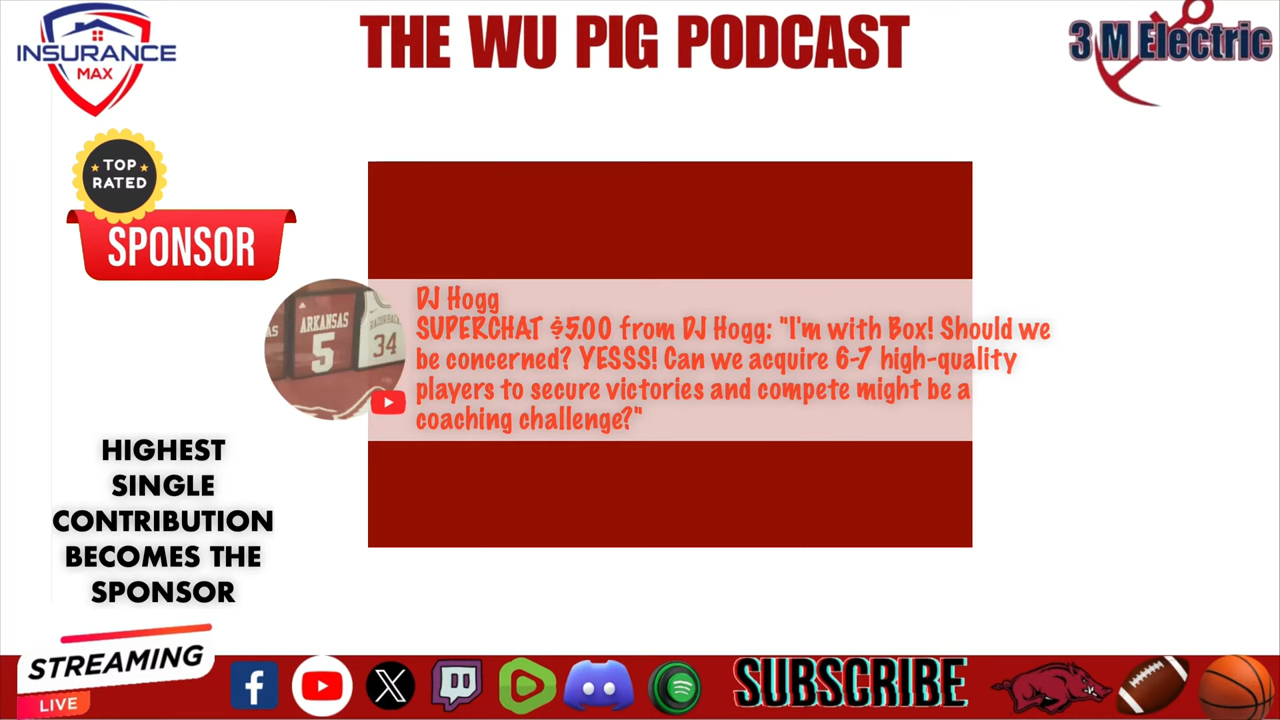 INSURANCE
MAX
THE WU PIG PODCAST
3 M Electric
TOP
RATED
SPONSOR
ARKANSAS
5
RAZORBACK
34
AS
DJ Hogg
SUPERCHAT $5.00 from DJ Hogg: "I'm with Box! Should we
be concerned? YESSS! Can we acquire 6-7 high-quality
players to secure victories and compete might be a
coaching challenge?"
HIGHEST
SINGLE
CONTRIBUTION
BECOMES THE
SPONSOR
STREAMING
LIVE
SUBSCRIBE